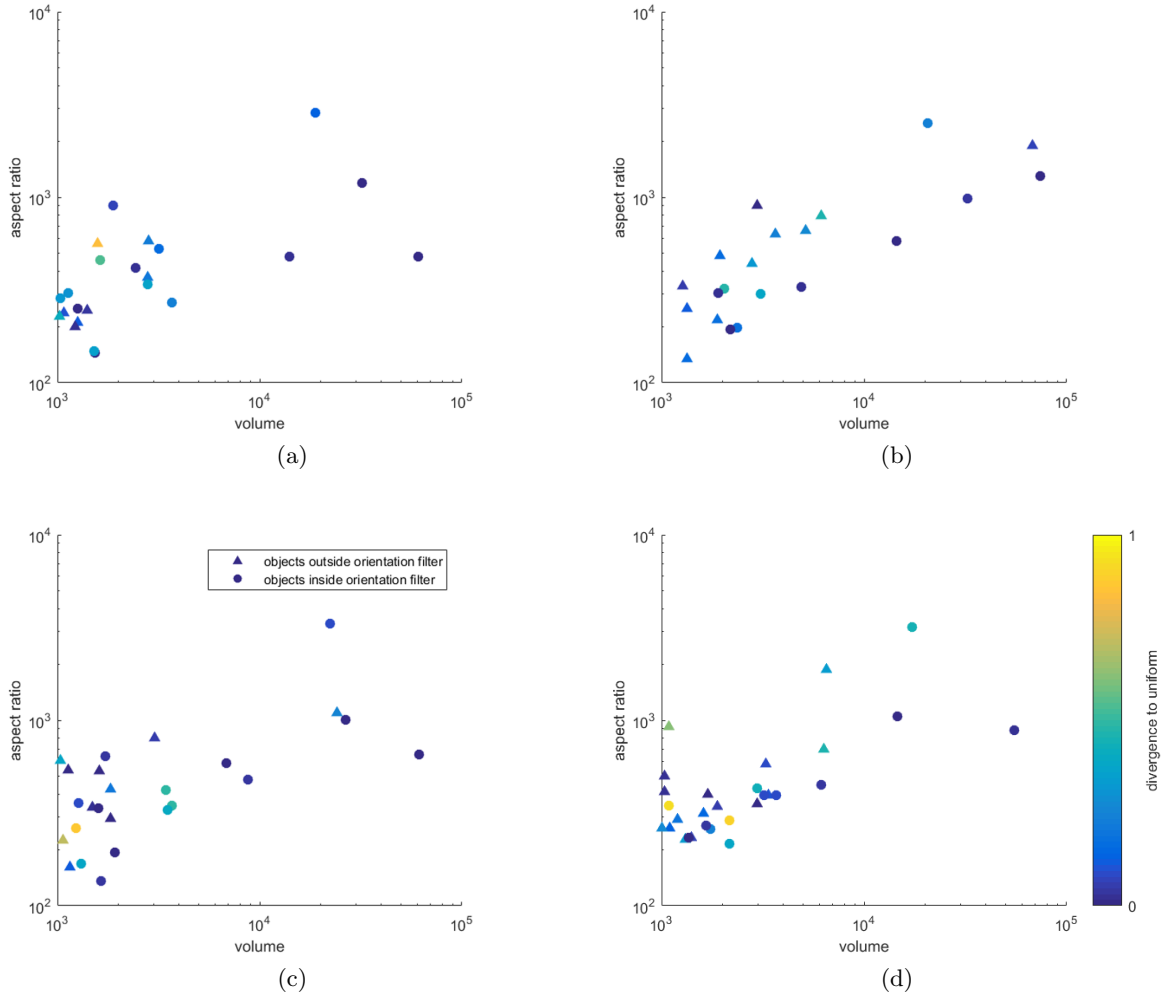 10^4
10^4
aspect ratio
10^3
aspect ratio
10^3
10^2
10^2
10^3
10^4
10^5
10^3
10^4
10^5
volume
volume
(a)
(b)
10^4
10^4
1
objects outside orientation filter
objects inside orientation filter
aspect ratio
10^3
aspect ratio
10^3
divergence to uniform
10^2
10^2
0
10^3
10^4
10^5
10^3
10^4
10^5
volume
volume
(c)
(d)